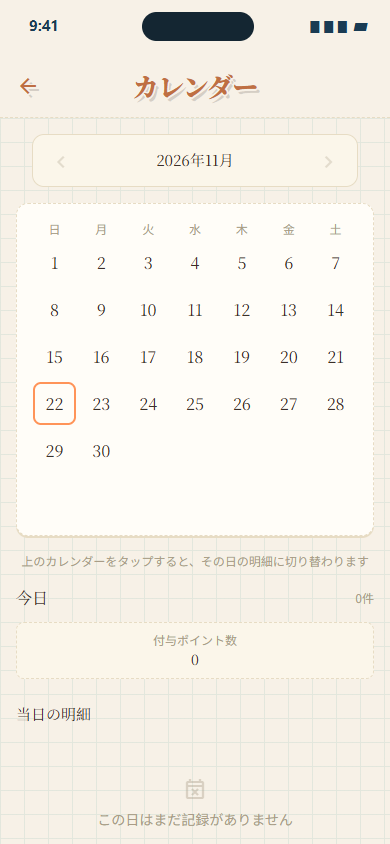 9:41
カレンダー
2026年11月
日 月 火 水 木 金 土
1 2 3 4 5 6 7
8 9 10 11 12 13 14
15 16 17 18 19 20 21
22 23 24 25 26 27 28
29 30
上のカレンダーをタップすると、その日の明細に切り替わります
今日 0件
付与ポイント数
0
当日の明細
この日はまだ記録がありません